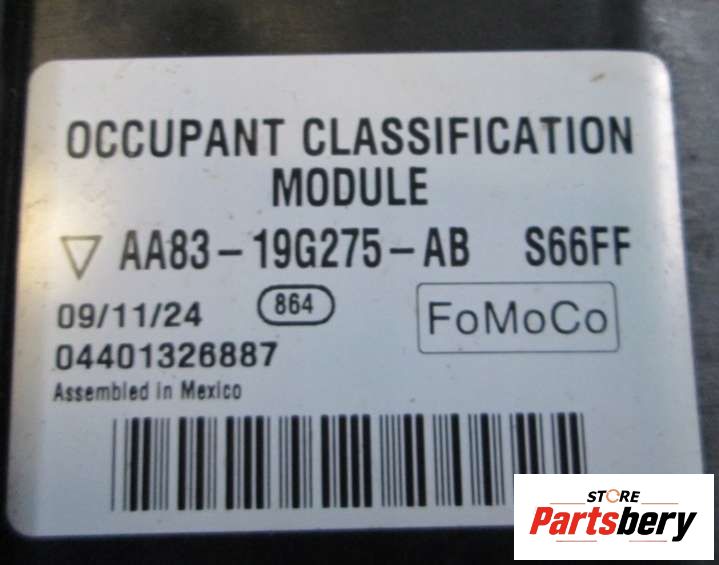 OCCUPANT CLASSIFICATION
MODULE
AA83-19G275-AB S66FF
09/11/24 864 FoMoCo
04401326887
Assembled in Mexico
STORE
Partsbery